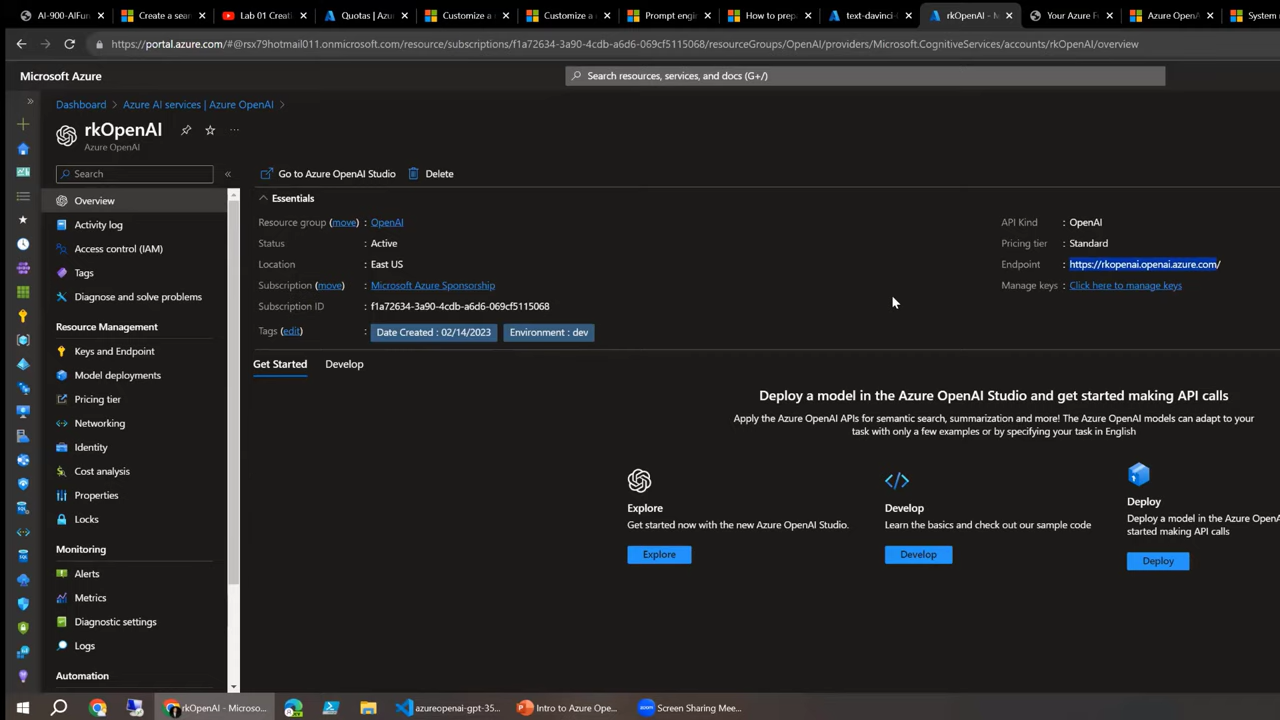 AI-900-AIFun
Create a sear
Lab 01 Creati
Quotas | Azur
Customize a c
Customize a c
Prompt engin
How to prepa
text-davinci-
rkOpenAI - M
Your Azure Fu
Azure OpenAI
System
https://portal.azure.com/#@rsx79hotmail011.onmicrosoft.com/resource/subscriptions/f1a72634-3a90-4cdb-a6d6-069cf5115068/resourceGroups/OpenAI/providers/Microsoft.CognitiveServices/accounts/rkOpenAI/overview
Microsoft Azure
Search resources, services, and docs (G+/)
Dashboard > Azure AI services | Azure OpenAI >
rkOpenAI
Azure OpenAI
Search
Go to Azure OpenAI Studio
Delete
Overview
Activity log
Access control (IAM)
Tags
Diagnose and solve problems
Resource Management
Keys and Endpoint
Model deployments
Pricing tier
Networking
Identity
Cost analysis
Properties
Locks
Monitoring
Alerts
Metrics
Diagnostic settings
Logs
Automation
Essentials
Resource group (move) : OpenAI
Status : Active
Location : East US
Subscription (move) : Microsoft Azure Sponsorship
Subscription ID : f1a72634-3a90-4cdb-a6d6-069cf5115068
Tags (edit) : Date Created : 02/14/2023 Environment : dev
API Kind : OpenAI
Pricing tier : Standard
Endpoint : https://rkopenai.openai.azure.com/
Manage keys : Click here to manage keys
Get Started
Develop
Deploy a model in the Azure OpenAI Studio and get started making API calls
Apply the Azure OpenAI APIs for semantic search, summarization and more! The Azure OpenAI models can adapt to your
task with only a few examples or by specifying your task in English
Explore
Get started now with the new Azure OpenAI Studio.
Explore
Develop
Learn the basics and check out our sample code
Develop
Deploy
Deploy a model in the Azure OpenAI
started making API calls
Deploy
rkOpenAI - Microso...
azureopenai-gpt-35...
Intro to Azure Ope...
Screen Sharing Mee...